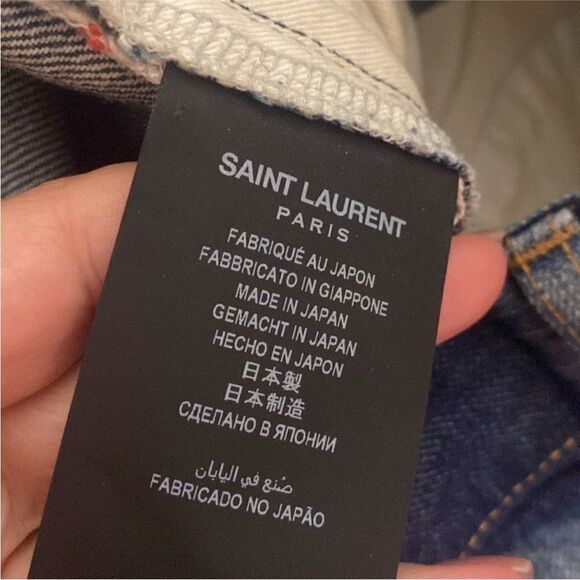 SAINT LAURENT
PARIS
FABRIQUÉ AU JAPON
FABBRICATO IN GIAPPONE
MADE IN JAPAN
GEMACHT IN JAPAN
HECHO EN JAPON
日本製
日本制造
СДЕЛАНО В ЯПОНИИ
صُنع في اليابان
FABRICADO NO JAPÃO